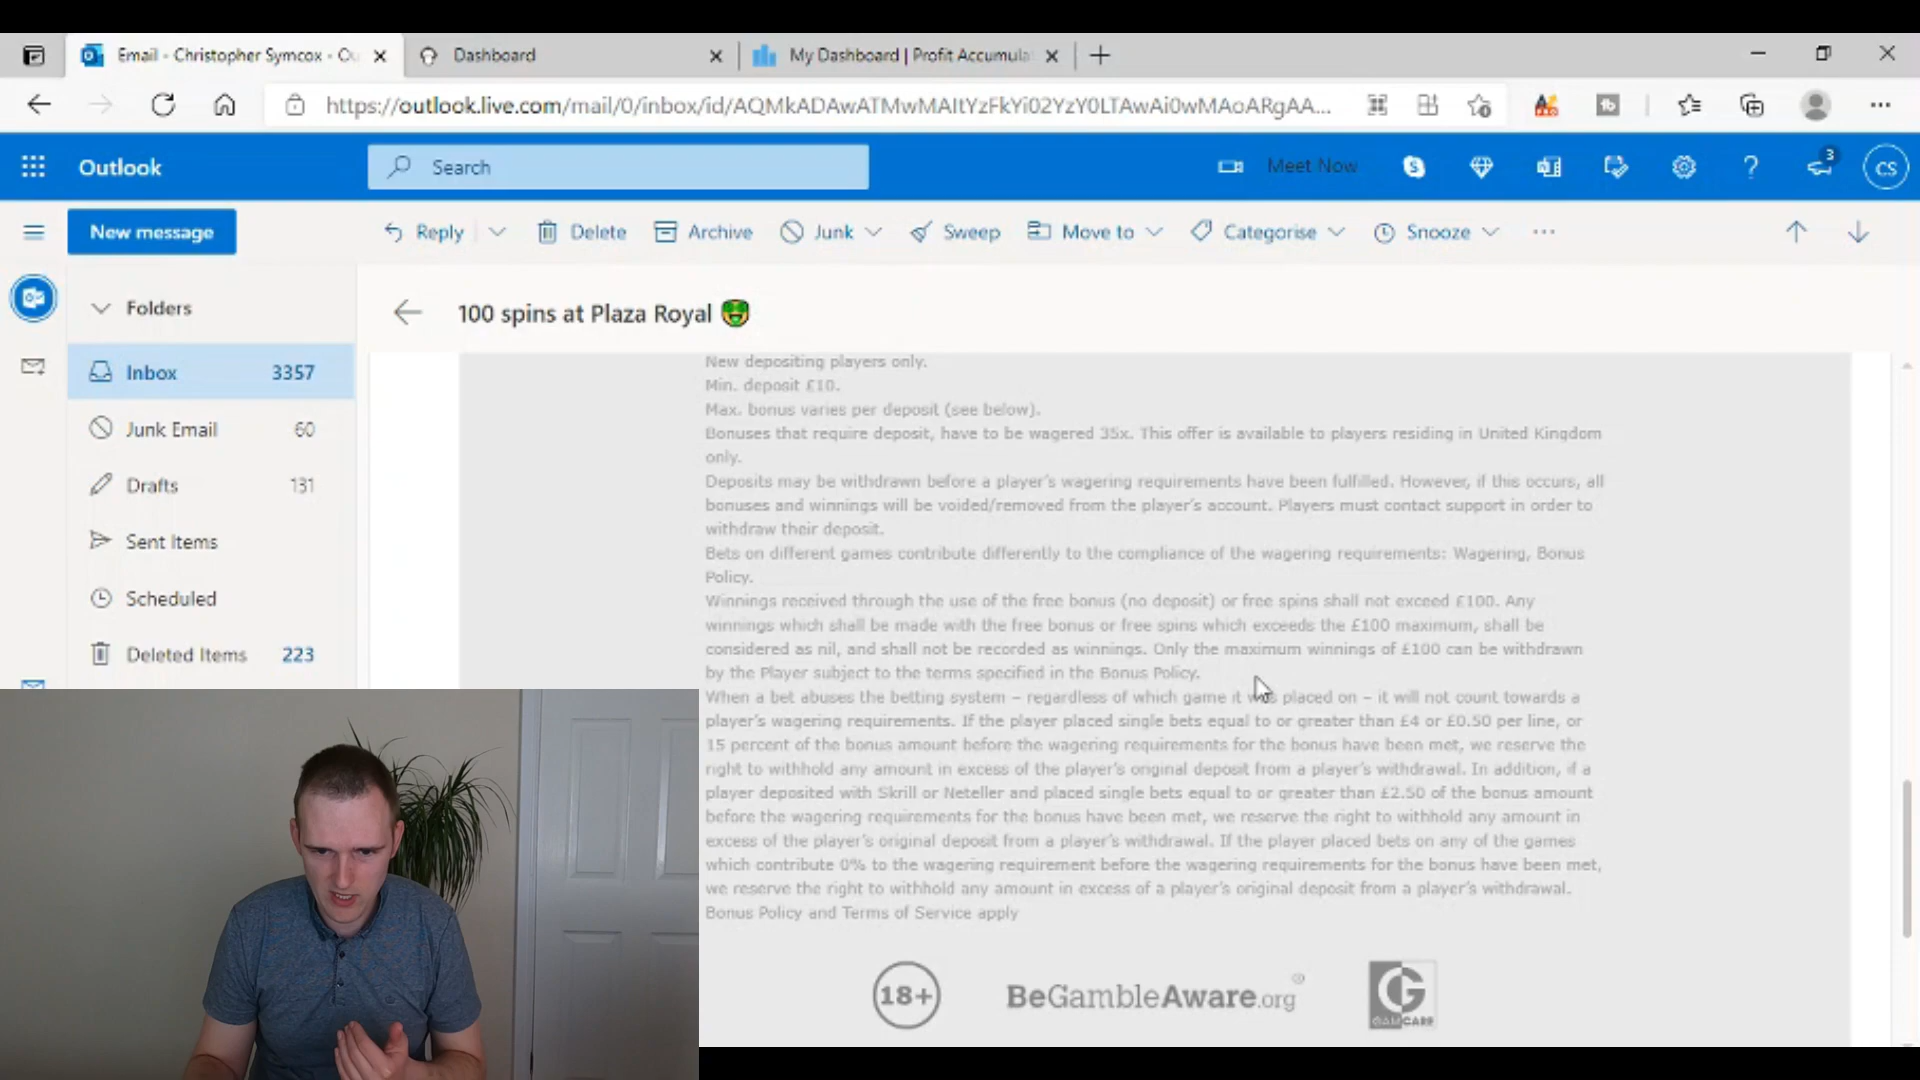 Email - Christopher Symcox - Ou
Dashboard
My Dashboard | Profit Accumula
https://outlook.live.com/mail/0/inbox/id/AQMkADAwATMwMAItYzFkYi02YzY0LTAwAi0wMAoARgAA...
Outlook
Search
Meet Now
3
CS
New message
Reply
Delete
Archive
Junk
Sweep
Move to
Categorise
Snooze
Folders
100 spins at Plaza Royal
Inbox 3357
Junk Email 60
Drafts 131
Sent Items
Scheduled
Deleted Items 223
New depositing players only.
Min. deposit £10.
Max. bonus varies per deposit (see below).
Bonuses that require deposit, have to be wagered 35x. This offer is available to players residing in United Kingdom
only.
Deposits may be withdrawn before a player's wagering requirements have been fulfilled. However, if this occurs, all
bonuses and winnings will be voided/removed from the player's account. Players must contact support in order to
withdraw their deposit.
Bets on different games contribute differently to the compliance of the wagering requirements: Wagering, Bonus
Policy.
Winnings received through the use of the free bonus (no deposit) or free spins shall not exceed £100. Any
winnings which shall be made with the free bonus or free spins which exceeds the £100 maximum, shall be
considered as nil, and shall not be recorded as winnings. Only the maximum winnings of £100 can be withdrawn
by the Player subject to the terms specified in the Bonus Policy.
When a bet abuses the betting system – regardless of which game it was placed on – it will not count towards a
player's wagering requirements. If the player placed single bets equal to or greater than £4 or £0.50 per line, or
15 percent of the bonus amount before the wagering requirements for the bonus have been met, we reserve the
right to withhold any amount in excess of the player's original deposit from a player's withdrawal. In addition, if a
player deposited with Skrill or Neteller and placed single bets equal to or greater than £2.50 of the bonus amount
before the wagering requirements for the bonus have been met, we reserve the right to withhold any amount in
excess of the player's original deposit from a player's withdrawal. If the player placed bets on any of the games
which contribute 0% to the wagering requirement before the wagering requirements for the bonus have been met,
we reserve the right to withhold any amount in excess of a player's original deposit from a player's withdrawal.
Bonus Policy and Terms of Service apply
18+
BeGambleAware.org
GAMCARE